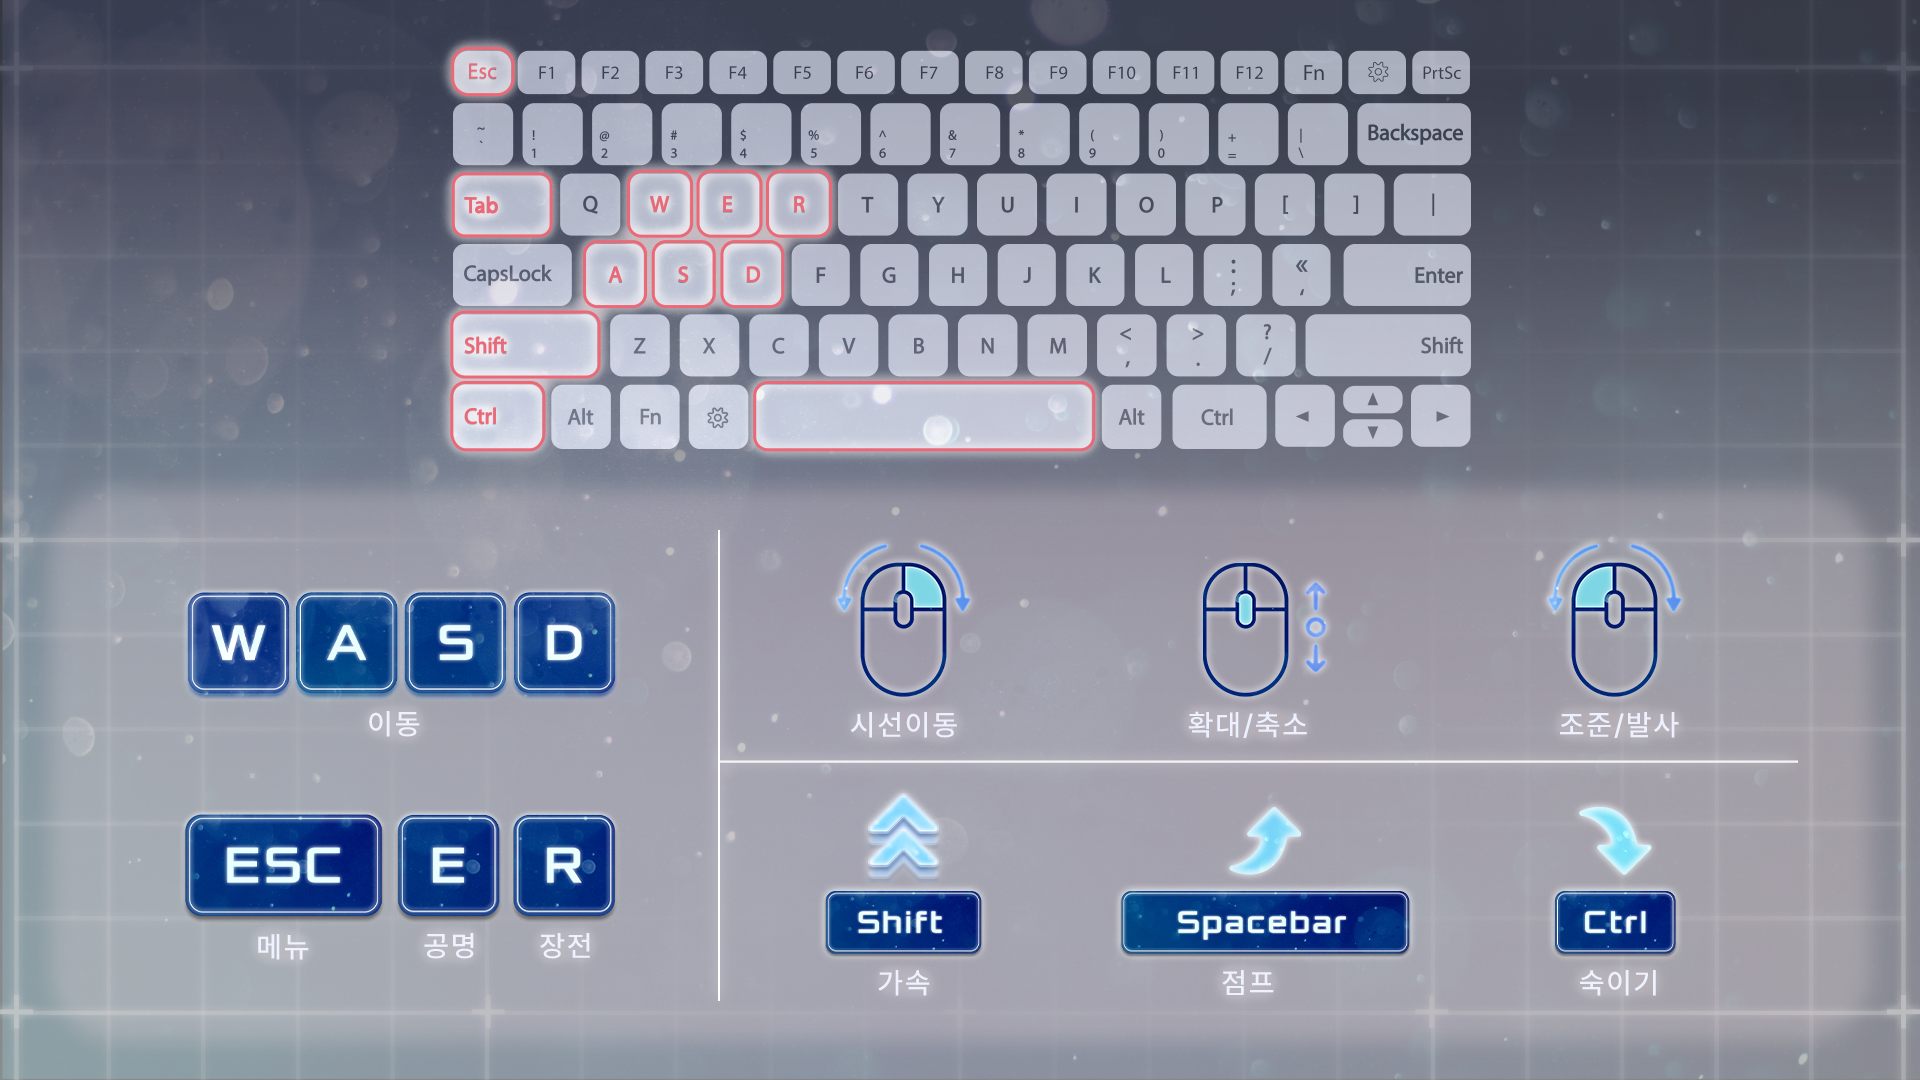 Esc F1 F2 F3 F4 F5 F6 F7 F8 F9 F10 F11 F12 Fn PrtSc
~ ! @ # $ % ^ & * ( ) + | Backspace
` 1 2 3 4 5 6 7 8 9 0 = \
Tab Q W E R T Y U I O P [ ] |
CapsLock A S D F G H J K L : « Enter
; ,
Shift Z X C V B N M < > ? Shift
, . /
Ctrl Alt Fn Alt Ctrl ◄ ▲ ▼ ►
W A S D
이동
시선이동
확대/축소
조준/발사
ESC E R
메뉴 공명 장전
Shift Spacebar Ctrl
가속 점프 숙이기